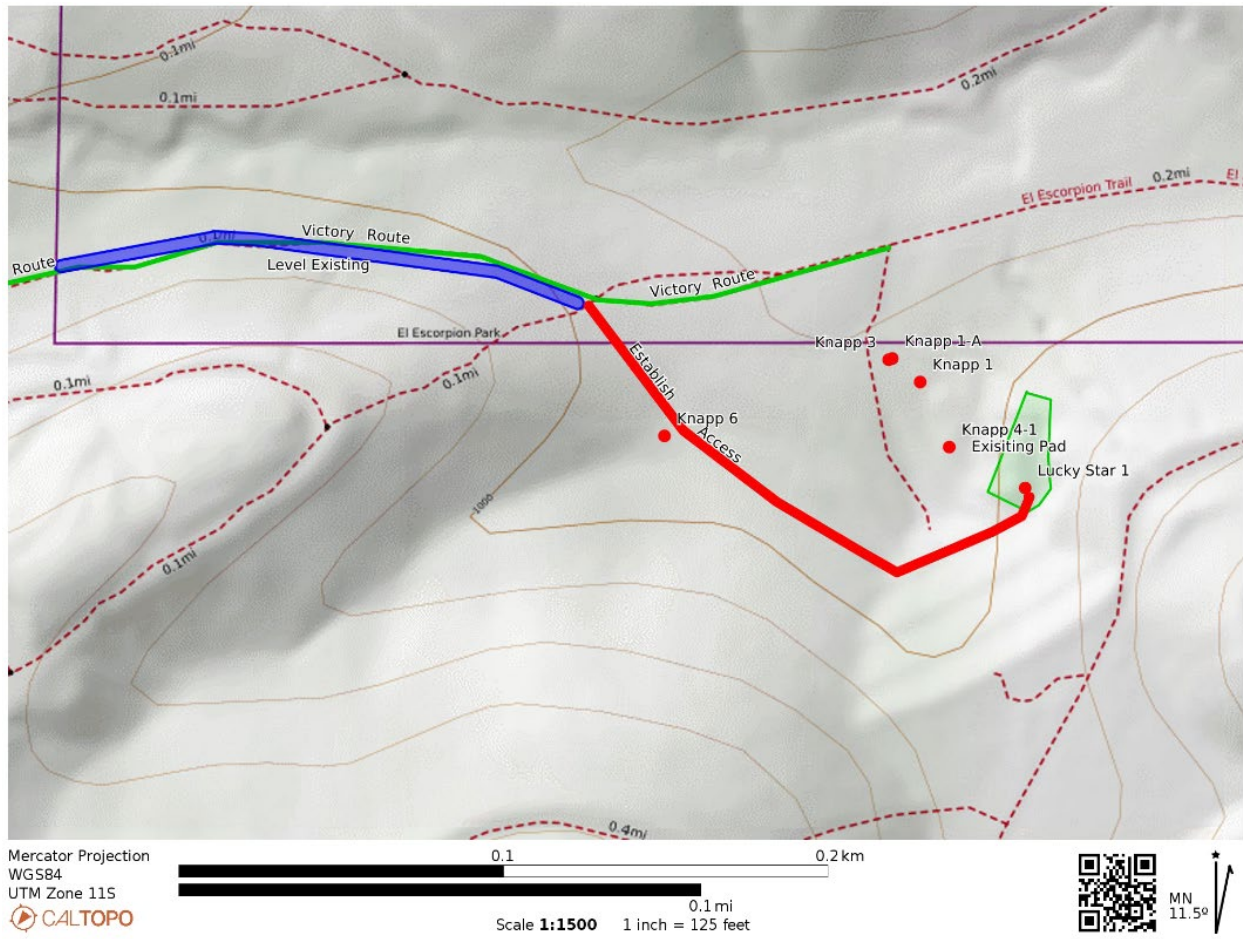 0.1mi
0.1mi
0.2mi
0.2mi
El
El Escorpion Trail
Victory Route
0.1mi
Route
Level Existing
Victory Route
El Escorpion Park
Knapp 3
Knapp 1-A
Knapp 1
Establish Access
0.1mi
0.1mi
Knapp 6
Knapp 4-1
Exisiting Pad
Lucky Star 1
1000
0.1mi
0.4mi
Mercator Projection
WGS84
UTM Zone 11S
CALTOPO
0.1
0.2 km
0.1 mi
Scale 1:1500 1 inch = 125 feet
MN
11.5º